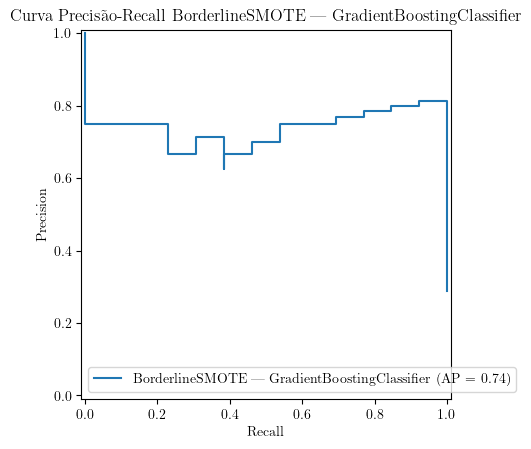 Curva Precisão-Recall BorderlineSMOTE — GradientBoostingClassifier
1.0
0.8
0.6
0.4
0.2
0.0
Precision
BorderlineSMOTE — GradientBoostingClassifier (AP = 0.74)
0.0 0.2 0.4 0.6 0.8 1.0
Recall